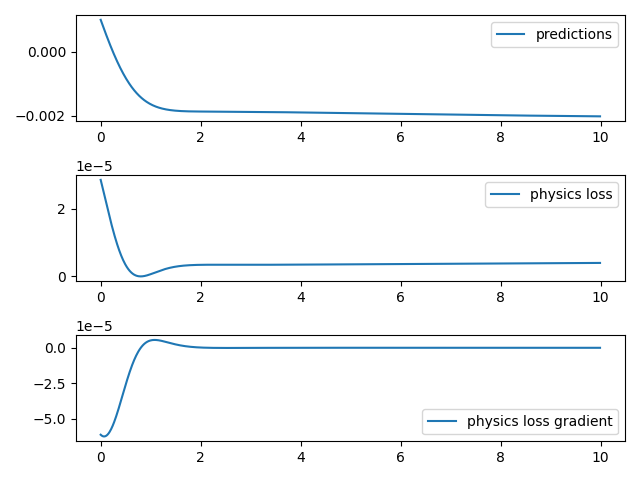 predictions
0.000
−0.002
0 2 4 6 8 10
1e−5
physics loss
2
0
0 2 4 6 8 10
1e−5
0.0
−2.5
−5.0
physics loss gradient
0 2 4 6 8 10